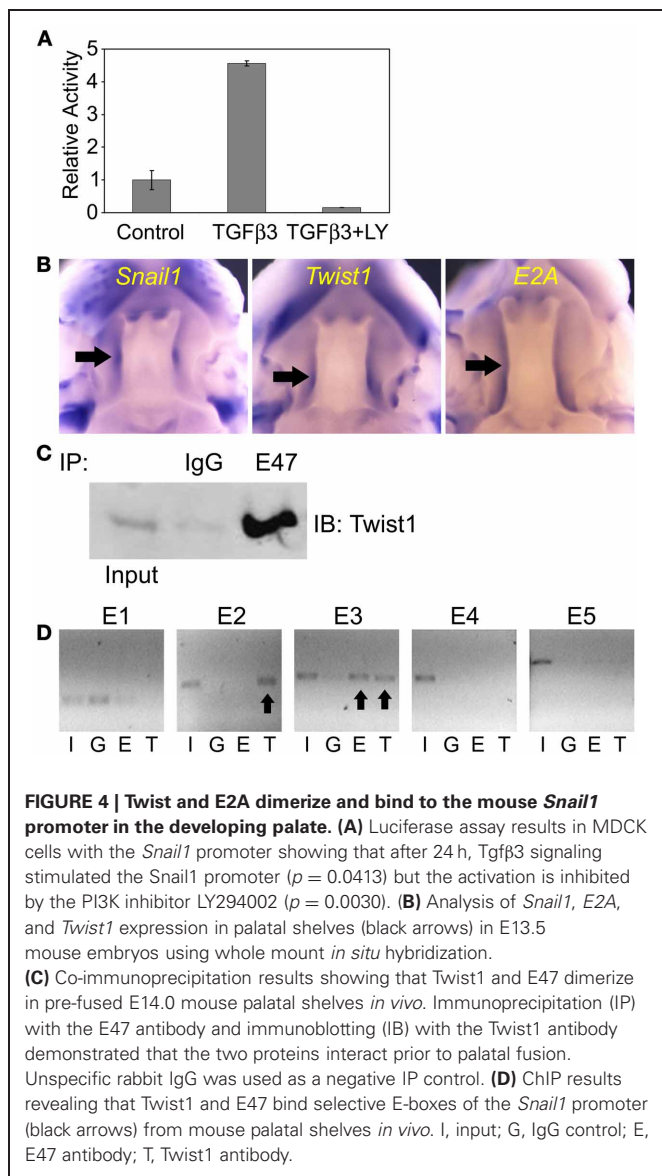 A
Relative Activity
5
4
3
2
1
0
Control TGFβ3 TGFβ3+LY
B
Snail1 Twist1 E2A
C
IP: IgG E47
IB: Twist1
Input
D
E1 E2 E3 E4 E5
I G E T I G E T I G E T I G E T I G E T
FIGURE 4 | Twist and E2A dimerize and bind to the mouse Snail1
promoter in the developing palate. (A) Luciferase assay results in MDCK
cells with the Snail1 promoter showing that after 24 h, Tgfβ3 signaling
stimulated the Snail1 promoter (p = 0.0413) but the activation is inhibited
by the PI3K inhibitor LY294002 (p = 0.0030). (B) Analysis of Snail1, E2A,
and Twist1 expression in palatal shelves (black arrows) in E13.5
mouse embryos using whole mount in situ hybridization.
(C) Co-immunoprecipitation results showing that Twist1 and E47 dimerize
in pre-fused E14.0 mouse palatal shelves in vivo. Immunoprecipitation (IP)
with the E47 antibody and immunoblotting (IB) with the Twist1 antibody
demonstrated that the two proteins interact prior to palatal fusion.
Unspecific rabbit IgG was used as a negative IP control. (D) ChIP results
revealing that Twist1 and E47 bind selective E-boxes of the Snail1 promoter
(black arrows) from mouse palatal shelves in vivo. I, input; G, IgG control; E,
E47 antibody; T, Twist1 antibody.